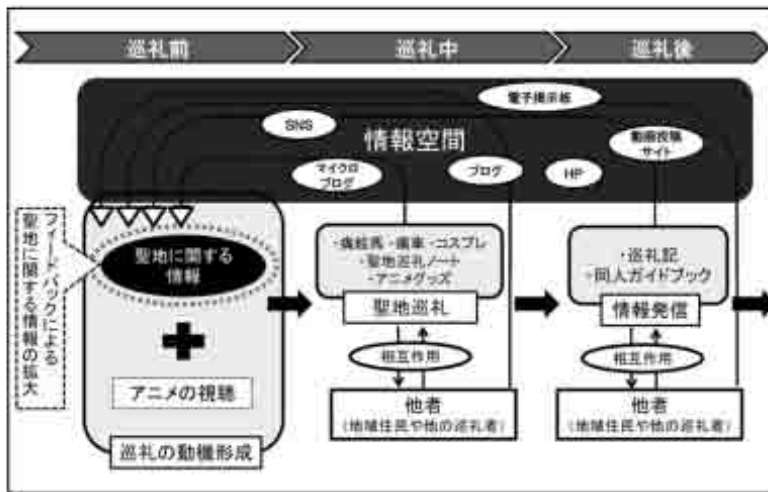 巡礼前
巡礼中
巡礼後
電子掲示板
SNS
情報空間
動画投稿
サイト
マイクロ
ブログ
ブログ
HP
フィードバックによる
聖地に関する情報の拡大
聖地に関する
情報
アニメの視聴
巡礼の動機形成
・痛絵馬・痛車・コスプレ
・聖地巡礼ノート
・アニメグッズ
聖地巡礼
相互作用
他者
(地域住民や他の巡礼者)
・巡礼記
・同人ガイドブック
情報発信
相互作用
他者
(地域住民や他の巡礼者)